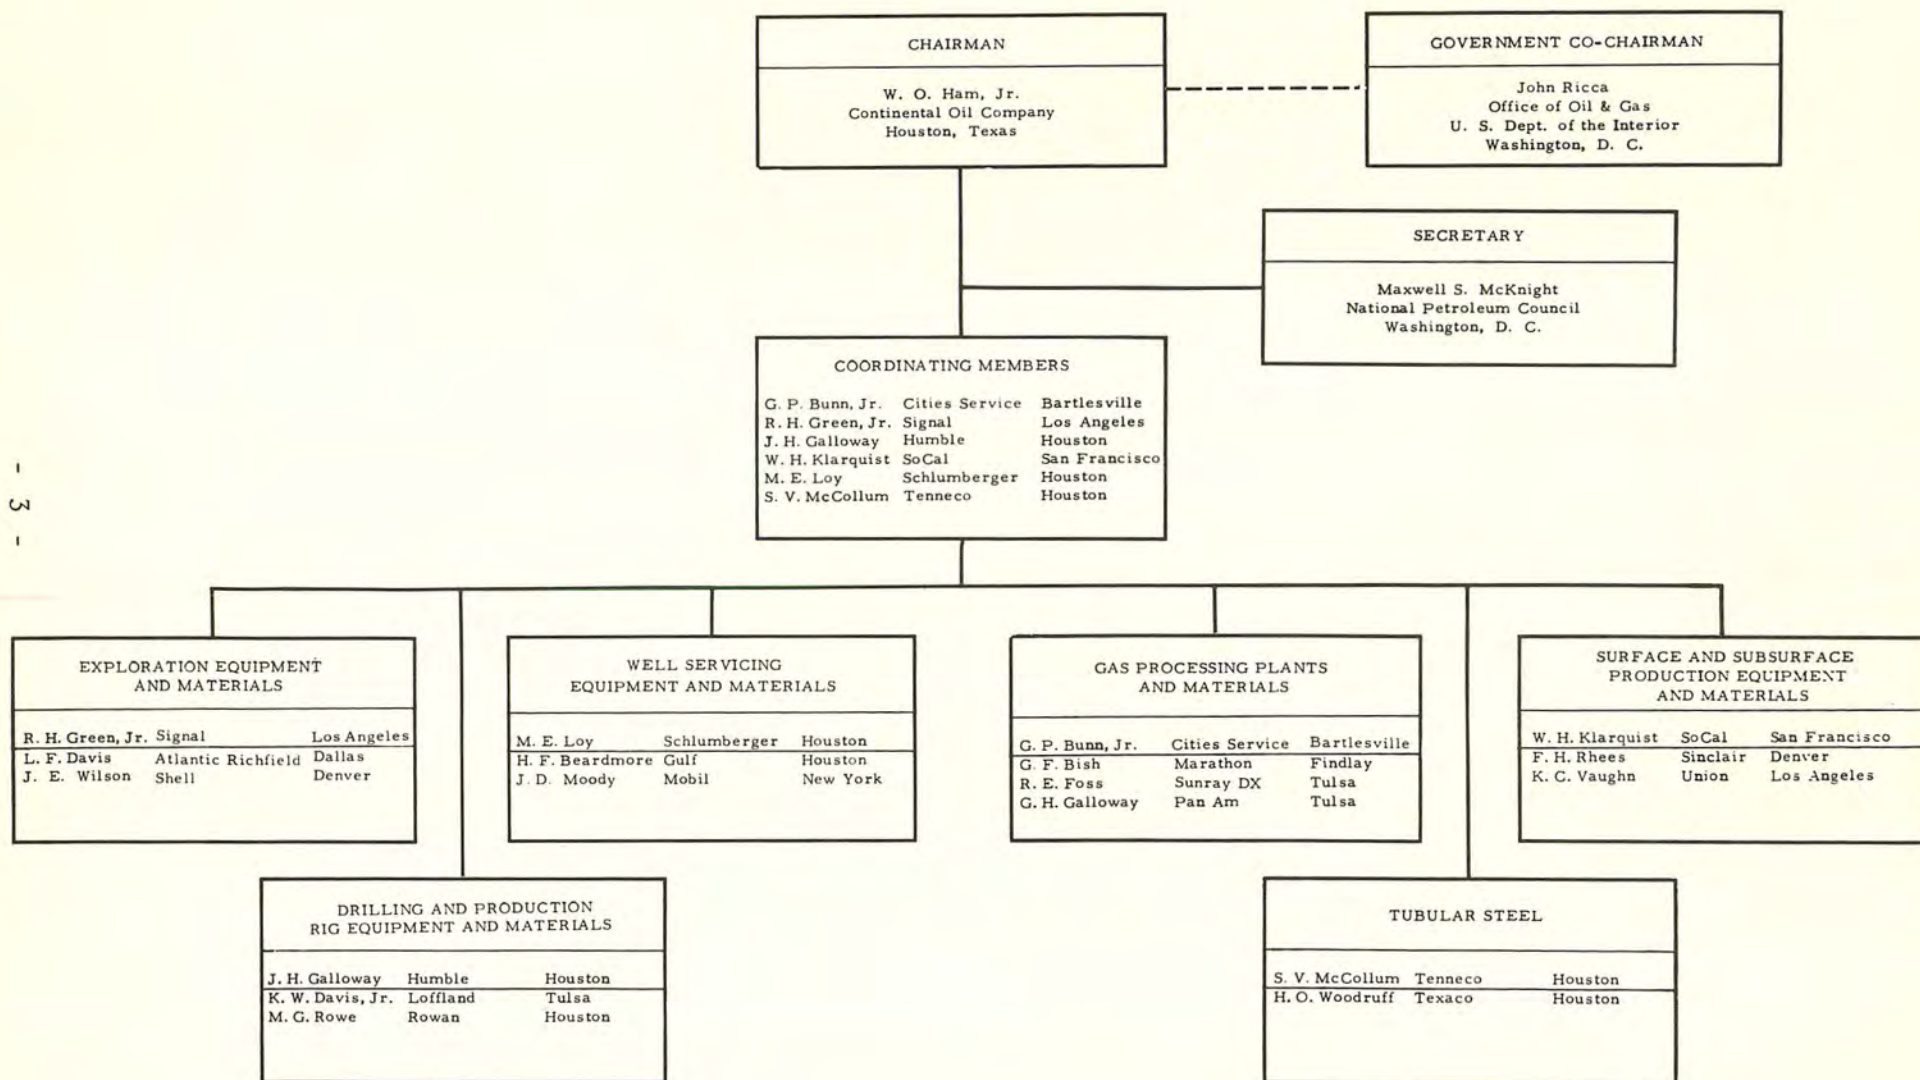 CHAIRMAN
W. O. Ham, Jr.
Continental Oil Company
Houston, Texas
GOVERNMENT CO-CHAIRMAN
John Ricca
Office of Oil & Gas
U. S. Dept. of the Interior
Washington, D. C.
SECRETARY
Maxwell S. McKnight
National Petroleum Council
Washington, D. C.
COORDINATING MEMBERS
G. P. Bunn, Jr. Cities Service Bartlesville
R. H. Green, Jr. Signal Los Angeles
J. H. Galloway Humble Houston
W. H. Klarquist SoCal San Francisco
M. E. Loy Schlumberger Houston
S. V. McCollum Tenneco Houston
- 3 -
EXPLORATION EQUIPMENT
AND MATERIALS
R. H. Green, Jr. Signal Los Angeles
L. F. Davis Atlantic Richfield Dallas
J. E. Wilson Shell Denver
WELL SERVICING
EQUIPMENT AND MATERIALS
M. E. Loy Schlumberger Houston
H. F. Beardmore Gulf Houston
J. D. Moody Mobil New York
GAS PROCESSING PLANTS
AND MATERIALS
G. P. Bunn, Jr. Cities Service Bartlesville
G. F. Bish Marathon Findlay
R. E. Foss Sunray DX Tulsa
G. H. Galloway Pan Am Tulsa
SURFACE AND SUBSURFACE
PRODUCTION EQUIPMENT
AND MATERIALS
W. H. Klarquist SoCal San Francisco
F. H. Rhees Sinclair Denver
K. C. Vaughn Union Los Angeles
DRILLING AND PRODUCTION
RIG EQUIPMENT AND MATERIALS
J. H. Galloway Humble Houston
K. W. Davis, Jr. Loffland Tulsa
M. G. Rowe Rowan Houston
TUBULAR STEEL
S. V. McCollum Tenneco Houston
H. O. Woodruff Texaco Houston